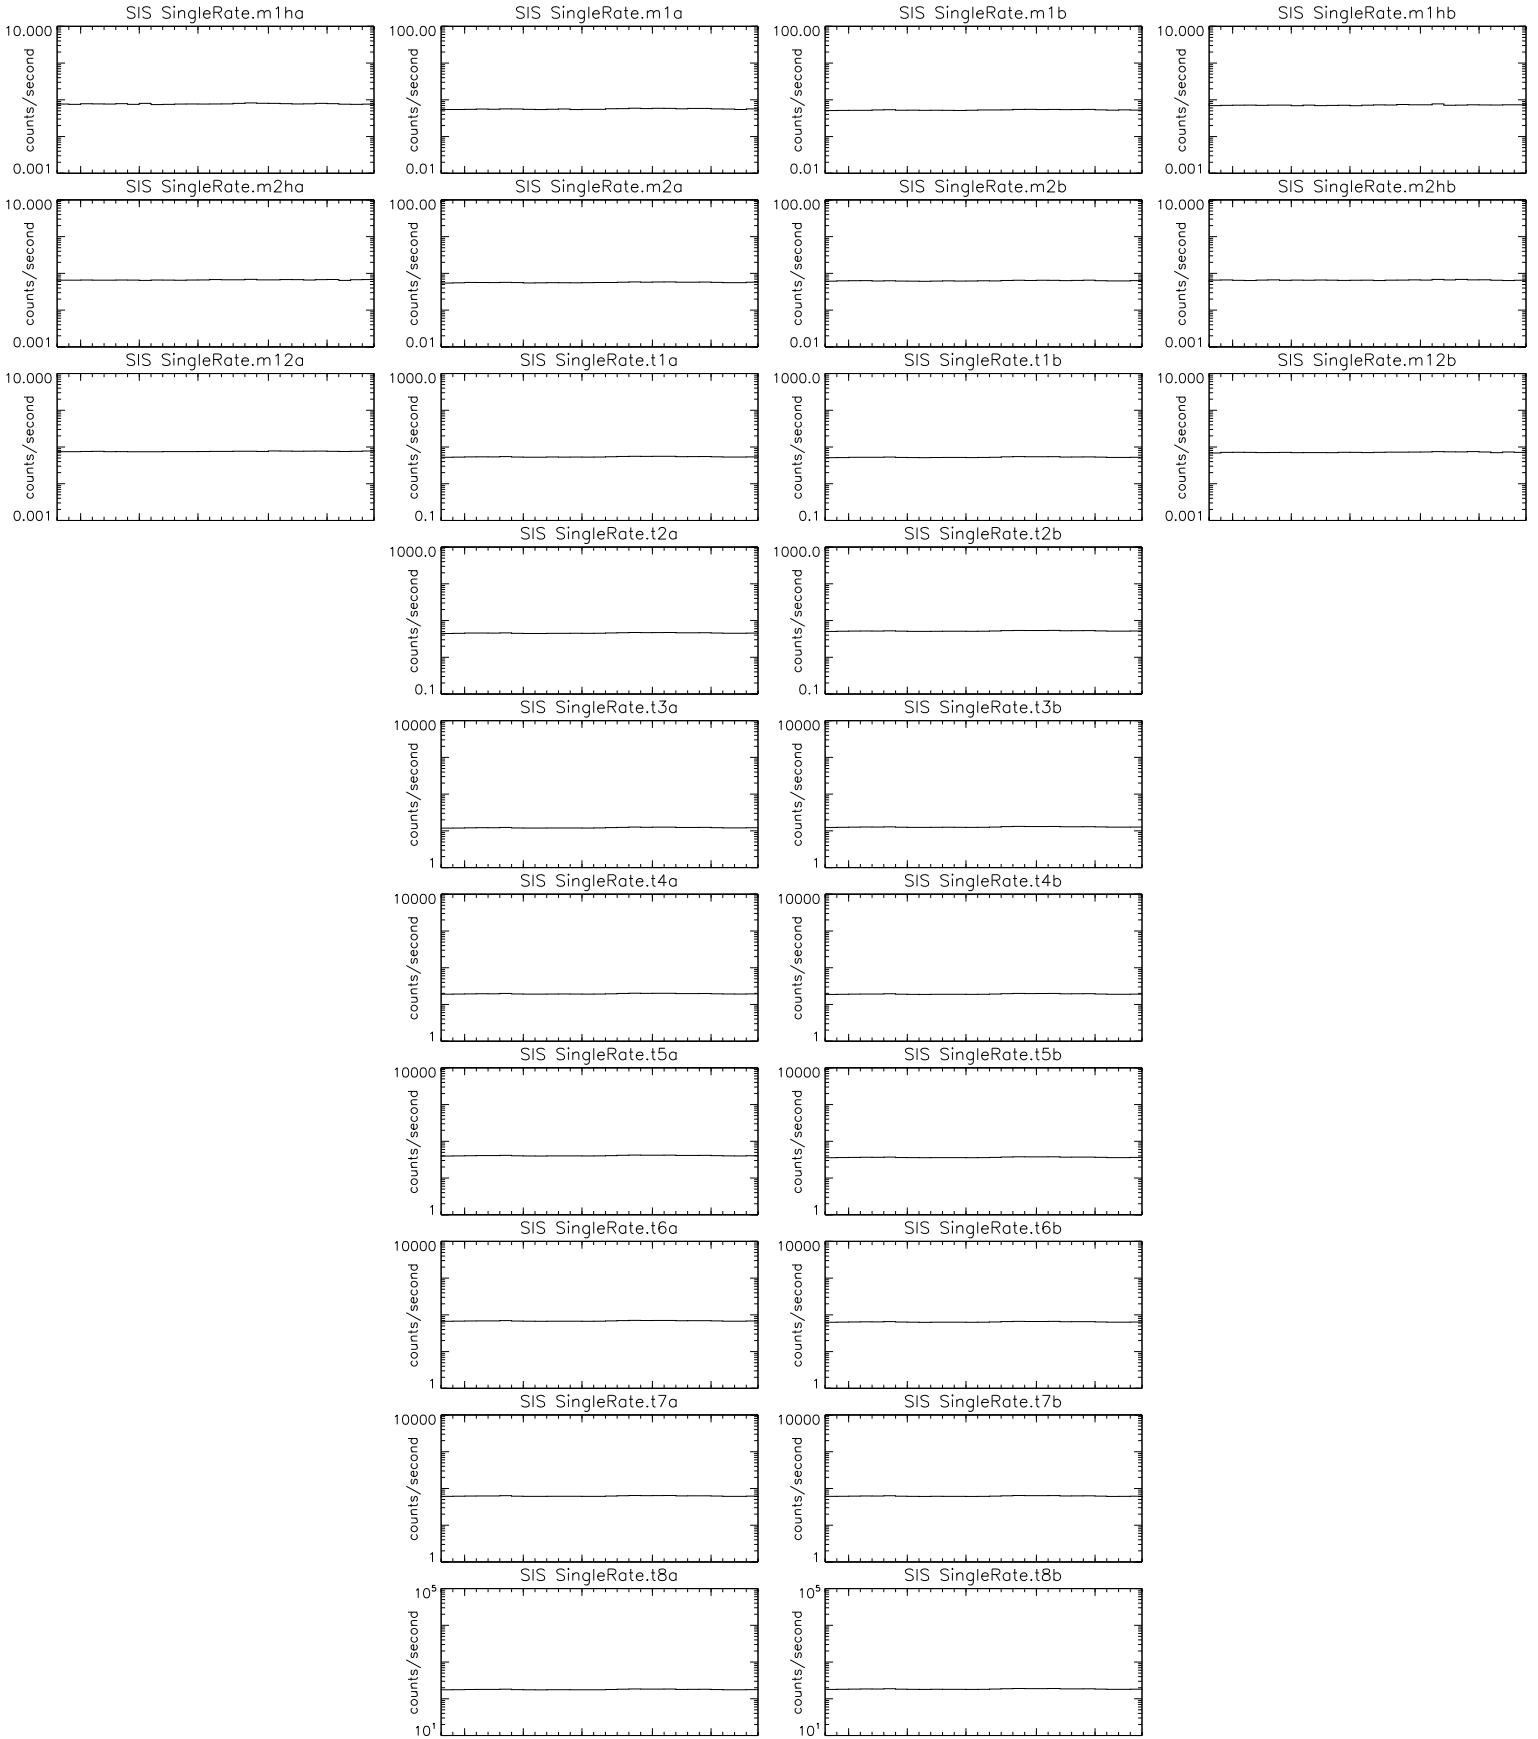 SIS SingleRate.m1ha
10.000
counts/second
0.001
SIS SingleRate.m1a
100.00
counts/second
0.01
SIS SingleRate.m1b
100.00
counts/second
0.01
SIS SingleRate.m1hb
10.000
counts/second
0.001
SIS SingleRate.m2ha
10.000
counts/second
0.001
SIS SingleRate.m2a
100.00
counts/second
0.01
SIS SingleRate.m2b
100.00
counts/second
0.01
SIS SingleRate.m2hb
10.000
counts/second
0.001
SIS SingleRate.m12a
10.000
counts/second
0.001
SIS SingleRate.t1a
1000.0
counts/second
0.1
SIS SingleRate.t1b
1000.0
counts/second
0.1
SIS SingleRate.m12b
10.000
counts/second
0.001
SIS SingleRate.t2a
1000.0
counts/second
0.1
SIS SingleRate.t2b
1000.0
counts/second
0.1
SIS SingleRate.t3a
10000
counts/second
1
SIS SingleRate.t3b
10000
counts/second
1
SIS SingleRate.t4a
10000
counts/second
1
SIS SingleRate.t4b
10000
counts/second
1
SIS SingleRate.t5a
10000
counts/second
1
SIS SingleRate.t5b
10000
counts/second
1
SIS SingleRate.t6a
10000
counts/second
1
SIS SingleRate.t6b
10000
counts/second
1
SIS SingleRate.t7a
10000
counts/second
1
SIS SingleRate.t7b
10000
counts/second
1
SIS SingleRate.t8a
10⁵
counts/second
10¹
SIS SingleRate.t8b
10⁵
counts/second
10¹